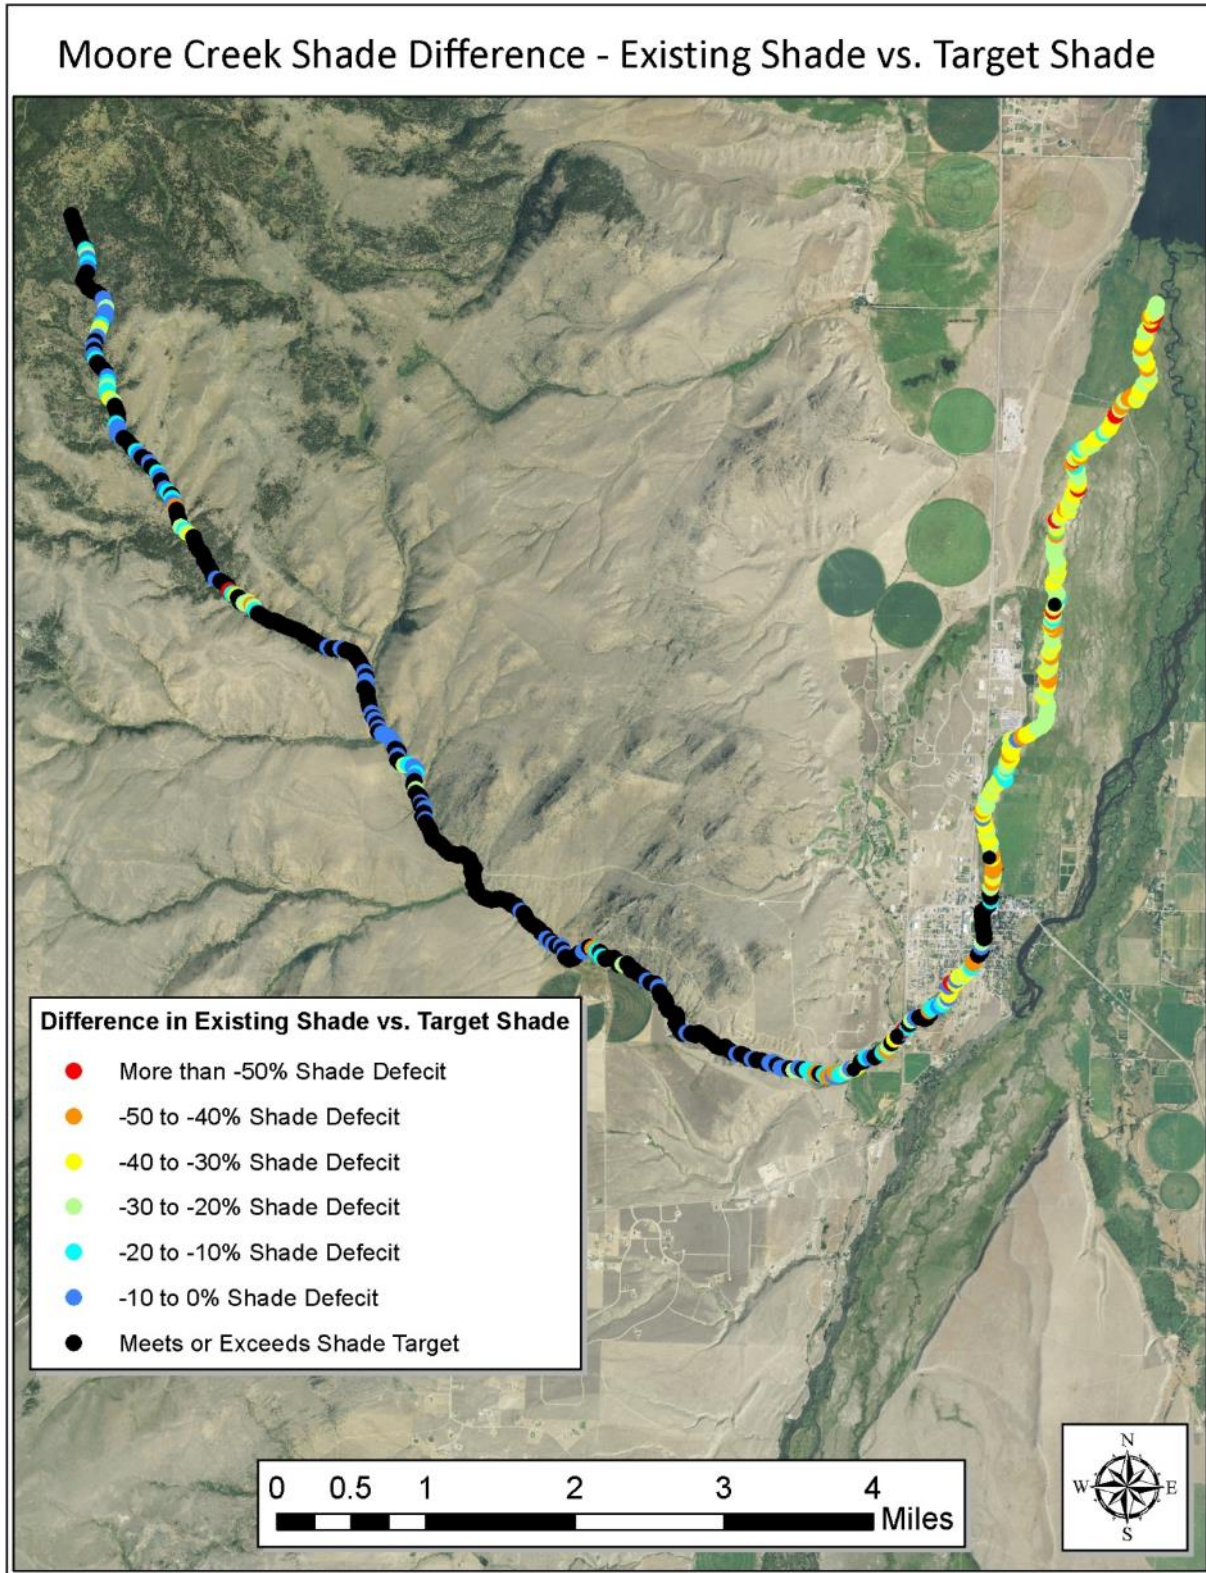 Moore Creek Shade Difference - Existing Shade vs. Target Shade
Difference in Existing Shade vs. Target Shade
More than -50% Shade Defecit
-50 to -40% Shade Defecit
-40 to -30% Shade Defecit
-30 to -20% Shade Defecit
-20 to -10% Shade Defecit
-10 to 0% Shade Defecit
Meets or Exceeds Shade Target
0 0.5 1 2 3 4
Miles
N
W E
S